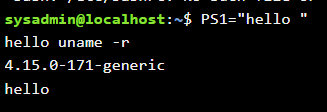 sysadmin@localhost:~$ PS1="hello "
hello uname -r
4.15.0-171-generic
hello